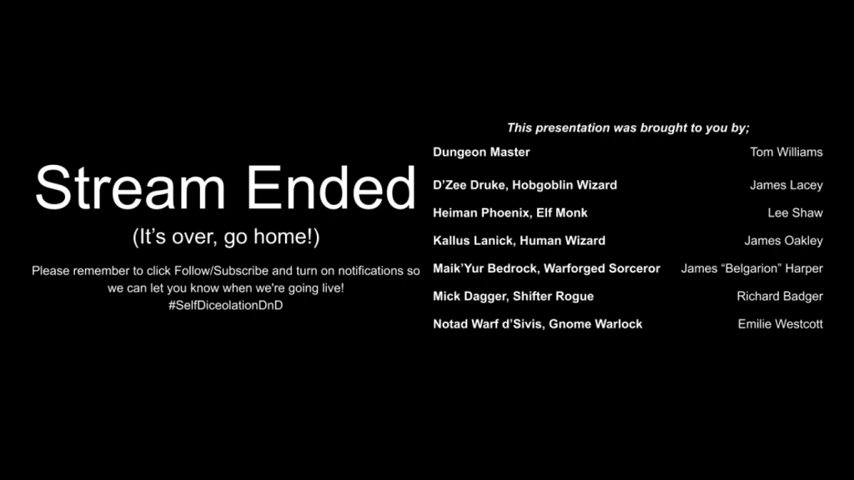 Stream Ended
(It's over, go home!)
Please remember to click Follow/Subscribe and turn on notifications so
we can let you know when we're going live!
#SelfDiceolationDnD
This presentation was brought to you by;
Dungeon Master Tom Williams
D'Zee Druke, Hobgoblin Wizard James Lacey
Heiman Phoenix, Elf Monk Lee Shaw
Kallus Lanick, Human Wizard James Oakley
Maik'Yur Bedrock, Warforged Sorceror James “Belgarion” Harper
Mick Dagger, Shifter Rogue Richard Badger
Notad Warf d’Sivis, Gnome Warlock Emilie Westcott